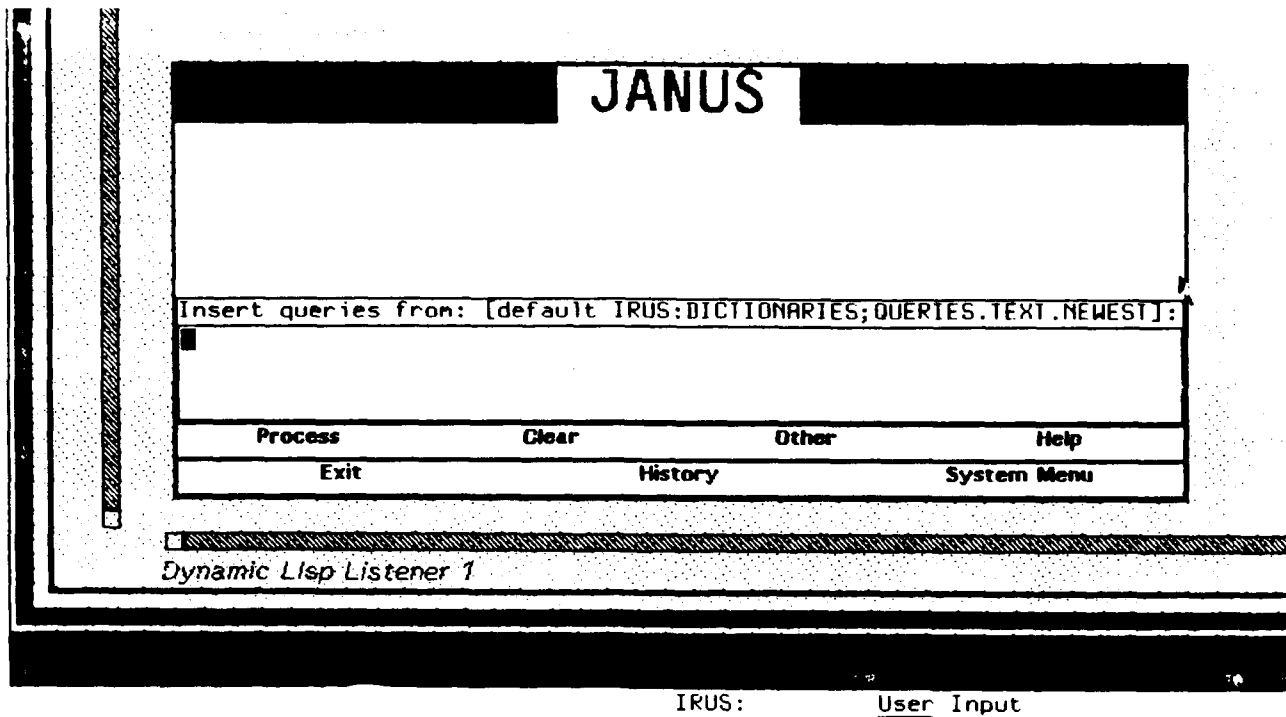 JANUS
Insert queries from: [default IRUS:DICTIONARIES;QUERIES.TEXT.NEWEST]:
Process Clear Other Help
Exit History System Menu
Dynamic Lisp Listener 1
IRUS: User Input